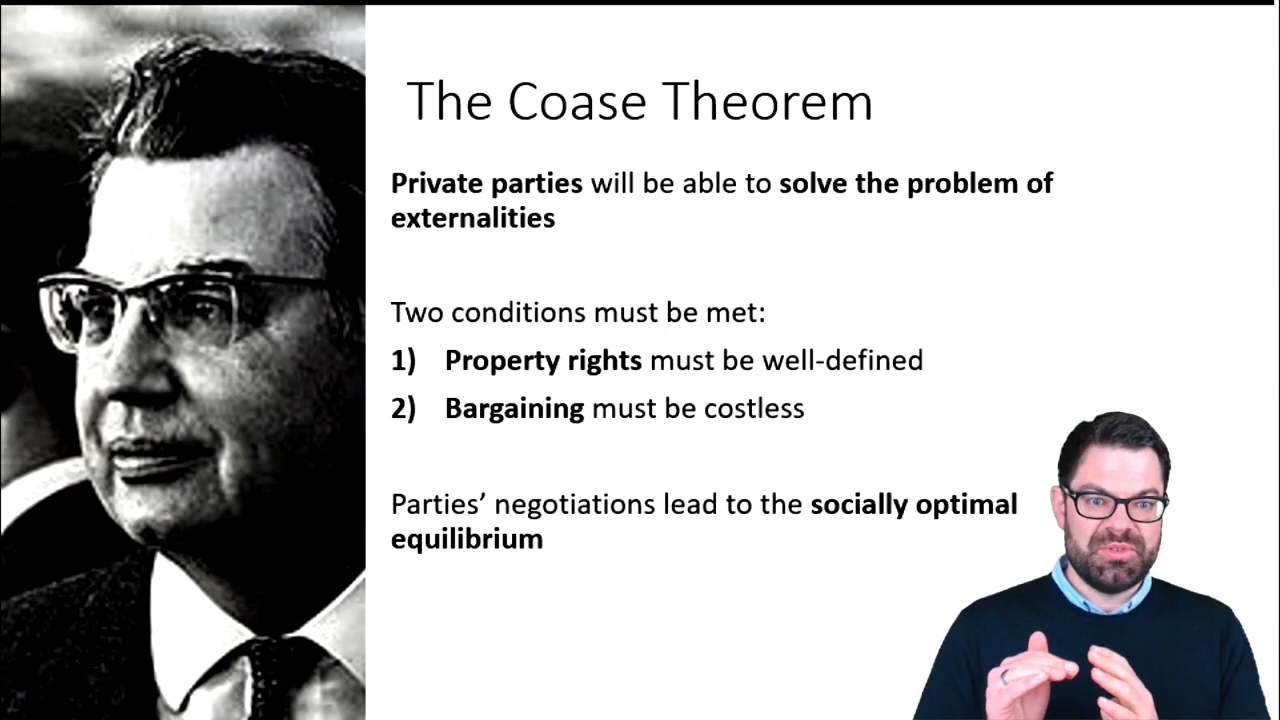 The Coase Theorem
Private parties will be able to solve the problem of
externalities
Two conditions must be met:
1) Property rights must be well-defined
2) Bargaining must be costless
Parties’ negotiations lead to the socially optimal
equilibrium